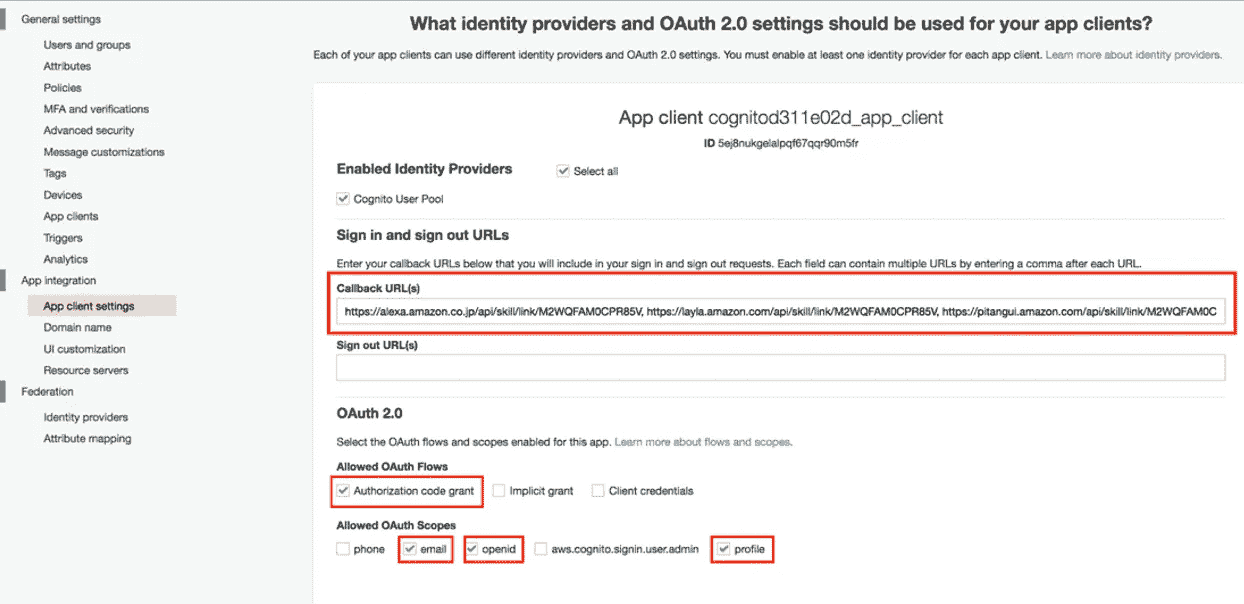 General settings
Users and groups
Attributes
Policies
MFA and verifications
Advanced security
Message customizations
Tags
Devices
App clients
Triggers
Analytics
App integration
App client settings
Domain name
UI customization
Resource servers
Federation
Identity providers
Attribute mapping
What identity providers and OAuth 2.0 settings should be used for your app clients?
Each of your app clients can use different identity providers and OAuth 2.0 settings. You must enable at least one identity provider for each app client. Learn more about identity providers.
App client cognitod311e02d_app_client
ID 5ej8nukgelalpqf67qqr90m5fr
Enabled Identity Providers Select all
Cognito User Pool
Sign in and sign out URLs
Enter your callback URLs below that you will include in your sign in and sign out requests. Each field can contain multiple URLs by entering a comma after each URL.
Callback URL(s)
https://alexa.amazon.co.jp/api/skill/link/M2WQFAM0CPR85V, https://layla.amazon.com/api/skill/link/M2WQFAM0CPR85V, https://pitangui.amazon.com/api/skill/link/M2WQFAM0C
Sign out URL(s)
OAuth 2.0
Select the OAuth flows and scopes enabled for this app. Learn more about flows and scopes.
Allowed OAuth Flows
Authorization code grant Implicit grant Client credentials
Allowed OAuth Scopes
phone email openid aws.cognito.signin.user.admin profile